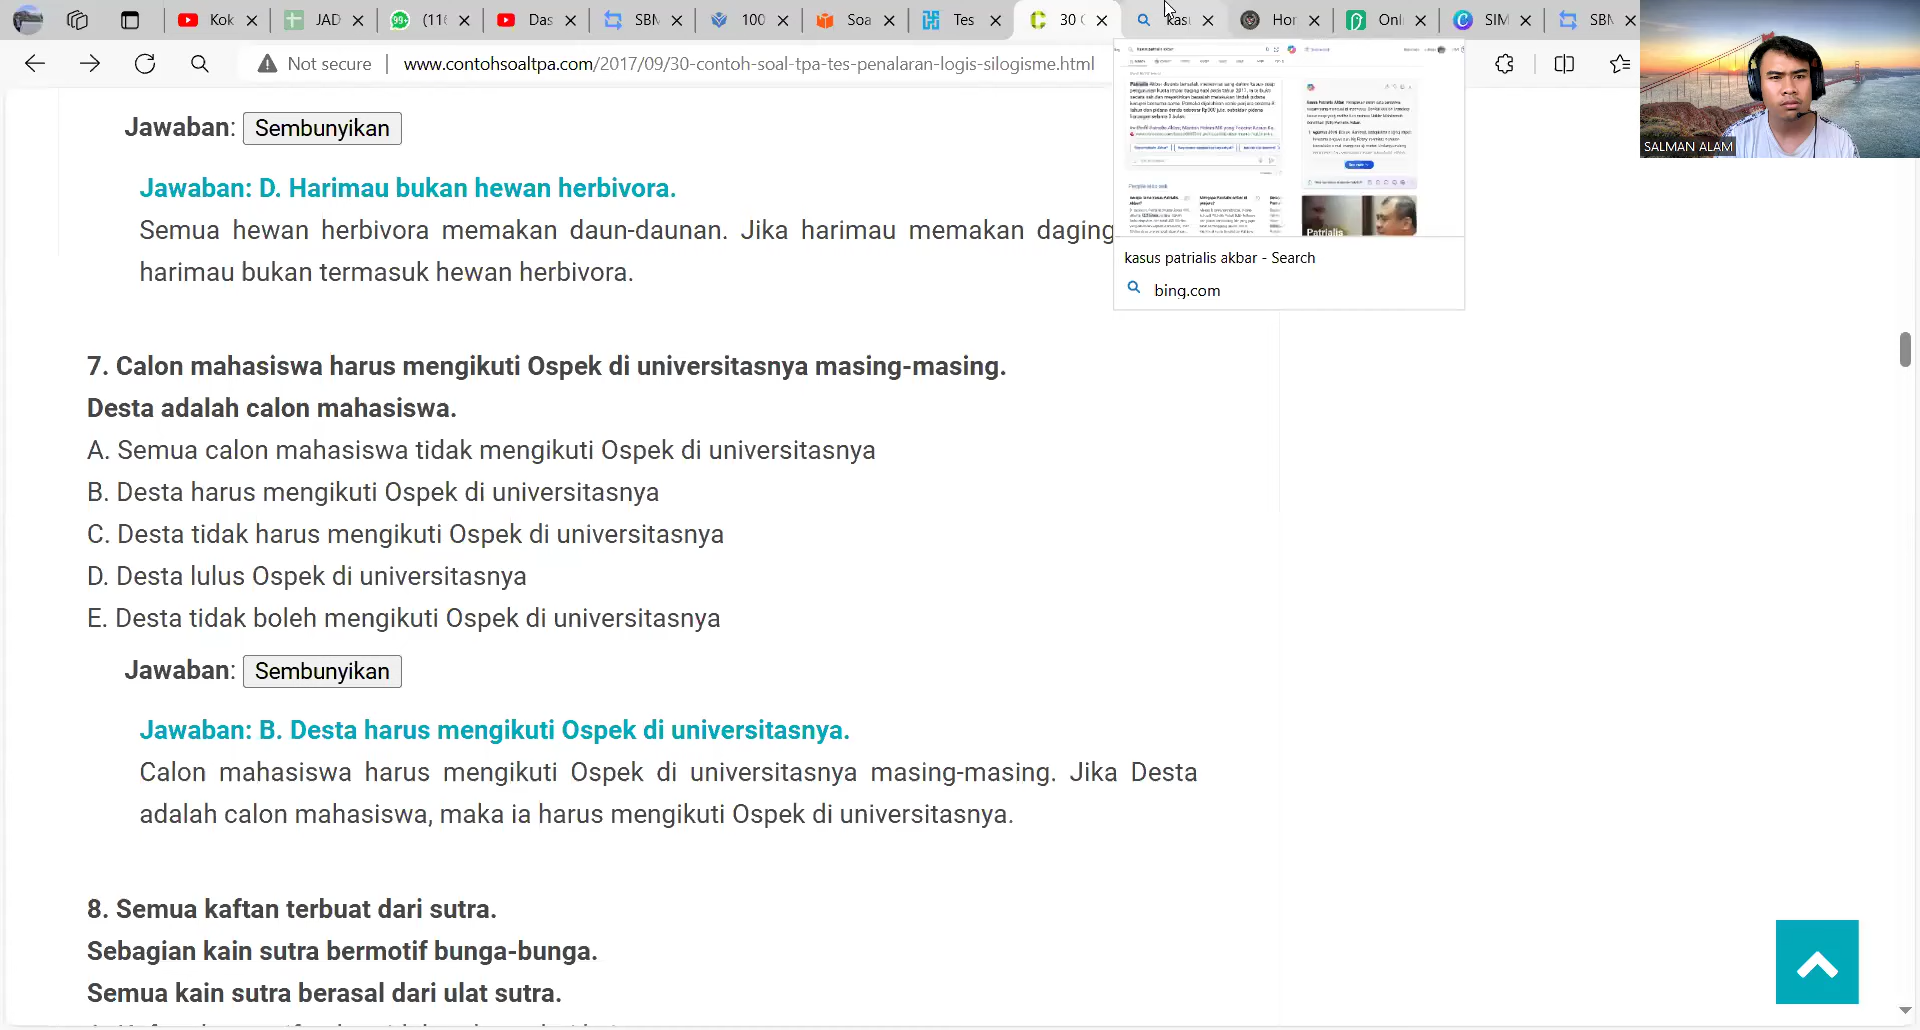 Kok
JAD
99+
(116
Das
SBM
100
Soa
Tes
30 C
kasu
Hor
Onl
SIM
SBM
Not secure
www.contohsoaltpa.com/2017/09/30-contoh-soal-tpa-tes-penalaran-logis-silogisme.html
SALMAN ALAM
Patrialis
kasus patrialis akbar - Search
bing.com
Jawaban: Sembunyikan
Jawaban: D. Harimau bukan hewan herbivora.
Semua hewan herbivora memakan daun-daunan. Jika harimau memakan daging
harimau bukan termasuk hewan herbivora.
7. Calon mahasiswa harus mengikuti Ospek di universitasnya masing-masing.
Desta adalah calon mahasiswa.
A. Semua calon mahasiswa tidak mengikuti Ospek di universitasnya
B. Desta harus mengikuti Ospek di universitasnya
C. Desta tidak harus mengikuti Ospek di universitasnya
D. Desta lulus Ospek di universitasnya
E. Desta tidak boleh mengikuti Ospek di universitasnya
Jawaban: Sembunyikan
Jawaban: B. Desta harus mengikuti Ospek di universitasnya.
Calon mahasiswa harus mengikuti Ospek di universitasnya masing-masing. Jika Desta
adalah calon mahasiswa, maka ia harus mengikuti Ospek di universitasnya.
8. Semua kaftan terbuat dari sutra.
Sebagian kain sutra bermotif bunga-bunga.
Semua kain sutra berasal dari ulat sutra.